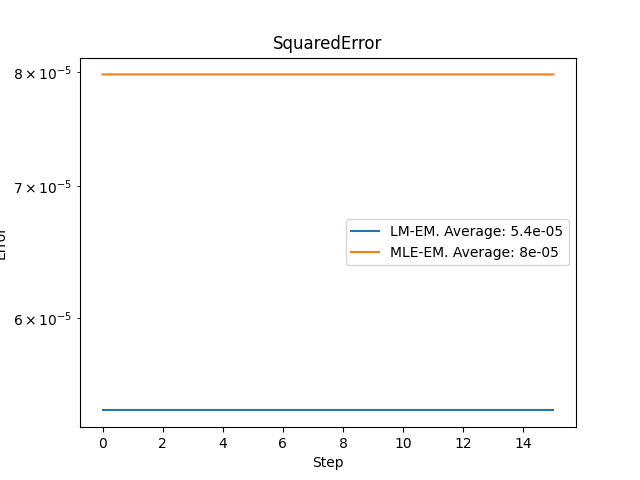 SquaredError
8 × 10⁻⁵
7 × 10⁻⁵
6 × 10⁻⁵
Error
LM-EM. Average: 5.4e-05
MLE-EM. Average: 8e-05
0 2 4 6 8 10 12 14
Step